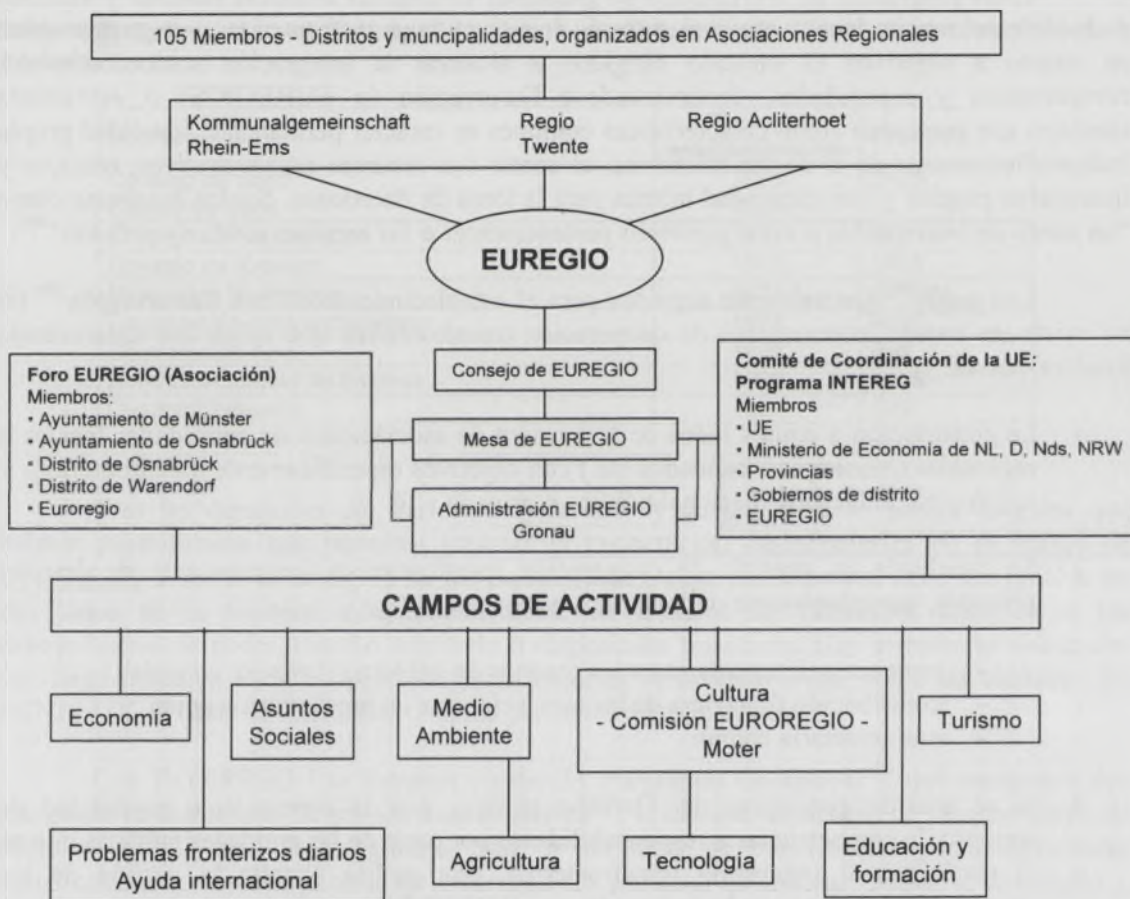 105 Miembros - Distritos y muncipalidades, organizados en Asociaciones Regionales
Kommunalgemeinschaft
Rhein-Ems
Regio
Twente
Regio Acliterhoet
EUREGIO
Foro EUREGIO (Asociación)
Miembros:
· Ayuntamiento de Münster
· Ayuntamiento de Osnabrück
· Distrito de Osnabrück
· Distrito de Warendorf
· Euroregio
Consejo de EUREGIO
Mesa de EUREGIO
Administración EUREGIO
Gronau
Comité de Coordinación de la UE:
Programa INTEREG
Miembros
· UE
· Ministerio de Economía de NL, D, Nds, NRW
· Provincias
· Gobiernos de distrito
· EUREGIO
CAMPOS DE ACTIVIDAD
Economía
Asuntos
Sociales
Medio
Ambiente
Cultura
- Comisión EUROREGIO -
Moter
Turismo
Problemas fronterizos diarios
Ayuda internacional
Agricultura
Tecnología
Educación y
formación